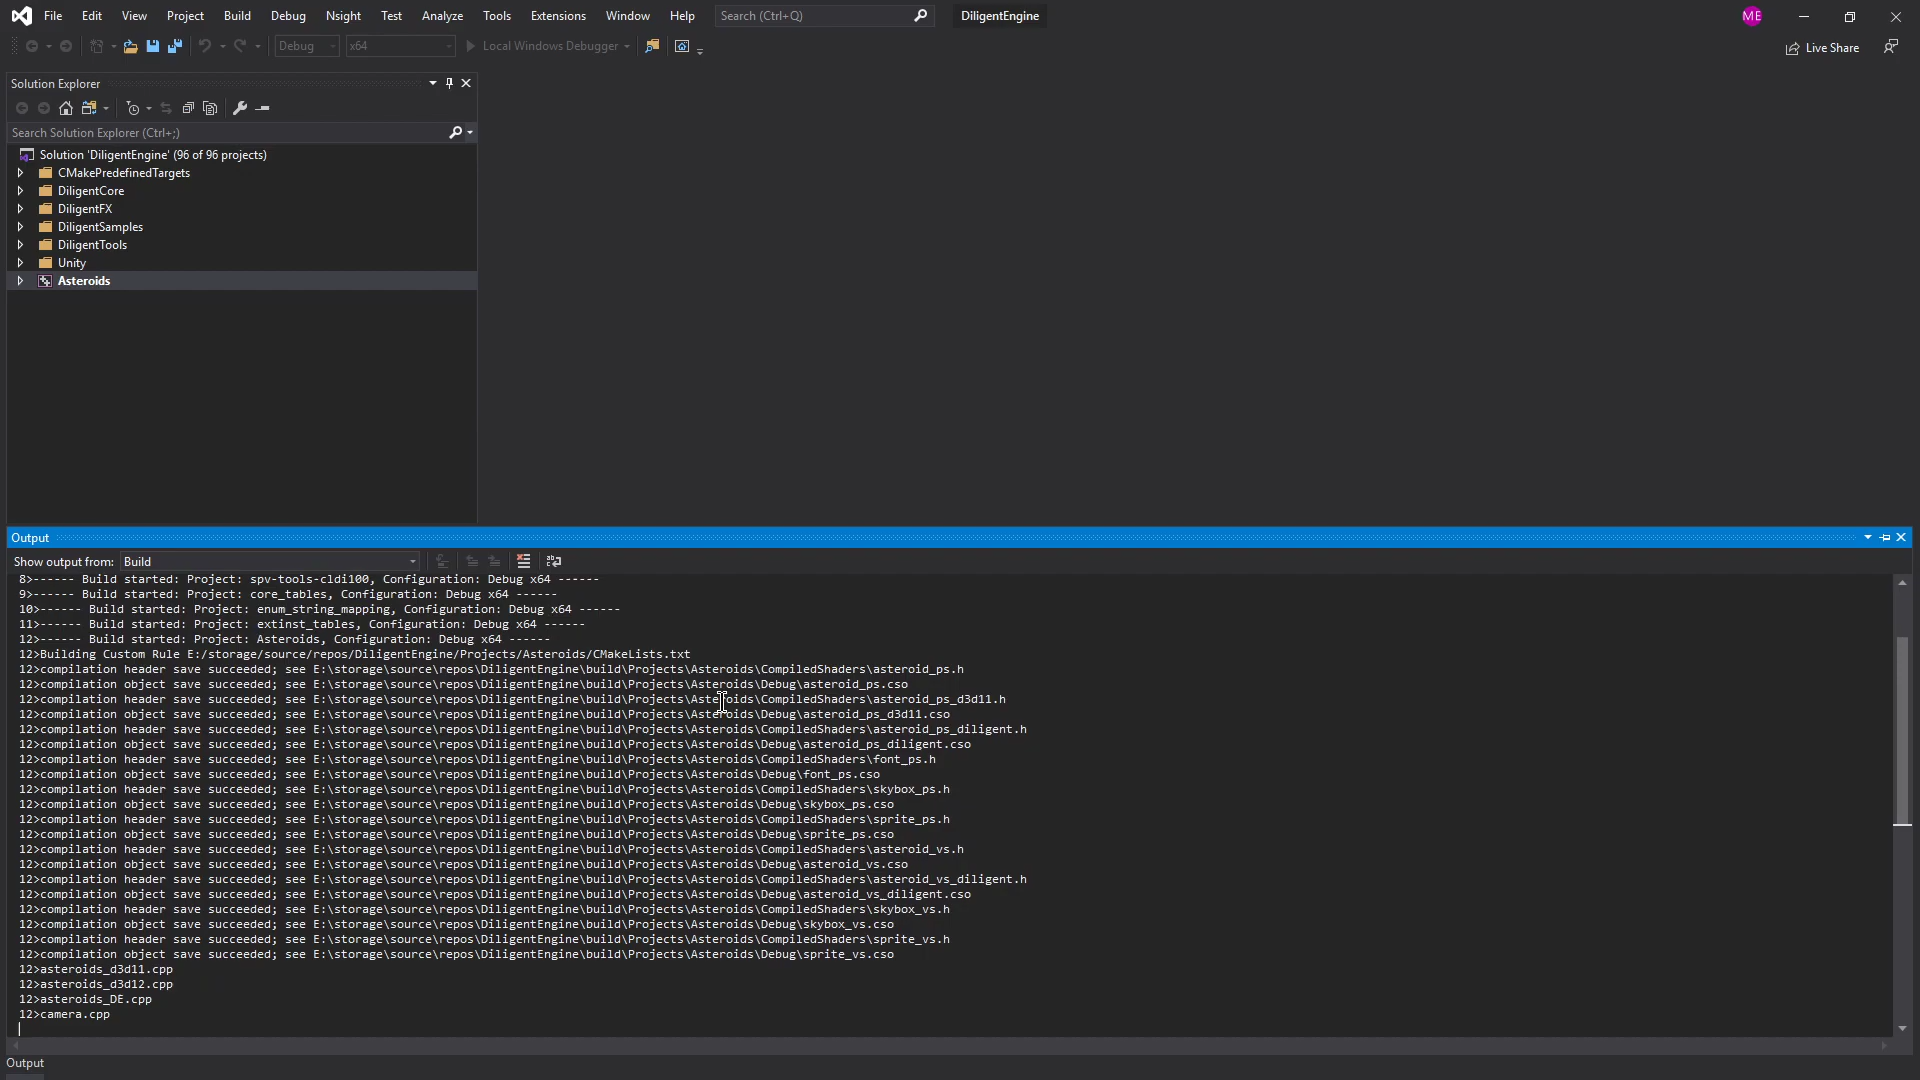 File Edit View Project Build Debug Nsight Test Analyze Tools Extensions Window Help Search (Ctrl+Q) DiligentEngine ME
Debug x64 Local Windows Debugger Live Share
Solution Explorer
Search Solution Explorer (Ctrl+;)
Solution 'DiligentEngine' (96 of 96 projects)
CMakePredefinedTargets
DiligentCore
DiligentFX
DiligentSamples
DiligentTools
Unity
Asteroids
Output
Show output from: Build
8>------ Build started: Project: spv-tools-cldi100, Configuration: Debug x64 ------
9>------ Build started: Project: core_tables, Configuration: Debug x64 ------
10>------ Build started: Project: enum_string_mapping, Configuration: Debug x64 ------
11>------ Build started: Project: extinst_tables, Configuration: Debug x64 ------
12>------ Build started: Project: Asteroids, Configuration: Debug x64 ------
12>Building Custom Rule E:/storage/source/repos/DiligentEngine/Projects/Asteroids/CMakeLists.txt
12>compilation header save succeeded; see E:\storage\source\repos\DiligentEngine\build\Projects\Asteroids\CompiledShaders\asteroid_ps.h
12>compilation object save succeeded; see E:\storage\source\repos\DiligentEngine\build\Projects\Asteroids\Debug\asteroid_ps.cso
12>compilation header save succeeded; see E:\storage\source\repos\DiligentEngine\build\Projects\Asteroids\CompiledShaders\asteroid_ps_d3d11.h
12>compilation object save succeeded; see E:\storage\source\repos\DiligentEngine\build\Projects\Asteroids\Debug\asteroid_ps_d3d11.cso
12>compilation header save succeeded; see E:\storage\source\repos\DiligentEngine\build\Projects\Asteroids\CompiledShaders\asteroid_ps_diligent.h
12>compilation object save succeeded; see E:\storage\source\repos\DiligentEngine\build\Projects\Asteroids\Debug\asteroid_ps_diligent.cso
12>compilation header save succeeded; see E:\storage\source\repos\DiligentEngine\build\Projects\Asteroids\CompiledShaders\font_ps.h
12>compilation object save succeeded; see E:\storage\source\repos\DiligentEngine\build\Projects\Asteroids\Debug\font_ps.cso
12>compilation header save succeeded; see E:\storage\source\repos\DiligentEngine\build\Projects\Asteroids\CompiledShaders\skybox_ps.h
12>compilation object save succeeded; see E:\storage\source\repos\DiligentEngine\build\Projects\Asteroids\Debug\skybox_ps.cso
12>compilation header save succeeded; see E:\storage\source\repos\DiligentEngine\build\Projects\Asteroids\CompiledShaders\sprite_ps.h
12>compilation object save succeeded; see E:\storage\source\repos\DiligentEngine\build\Projects\Asteroids\Debug\sprite_ps.cso
12>compilation header save succeeded; see E:\storage\source\repos\DiligentEngine\build\Projects\Asteroids\CompiledShaders\asteroid_vs.h
12>compilation object save succeeded; see E:\storage\source\repos\DiligentEngine\build\Projects\Asteroids\Debug\asteroid_vs.cso
12>compilation header save succeeded; see E:\storage\source\repos\DiligentEngine\build\Projects\Asteroids\CompiledShaders\asteroid_vs_diligent.h
12>compilation object save succeeded; see E:\storage\source\repos\DiligentEngine\build\Projects\Asteroids\Debug\asteroid_vs_diligent.cso
12>compilation header save succeeded; see E:\storage\source\repos\DiligentEngine\build\Projects\Asteroids\CompiledShaders\skybox_vs.h
12>compilation object save succeeded; see E:\storage\source\repos\DiligentEngine\build\Projects\Asteroids\Debug\skybox_vs.cso
12>compilation header save succeeded; see E:\storage\source\repos\DiligentEngine\build\Projects\Asteroids\CompiledShaders\sprite_vs.h
12>compilation object save succeeded; see E:\storage\source\repos\DiligentEngine\build\Projects\Asteroids\Debug\sprite_vs.cso
12>asteroids_d3d11.cpp
12>asteroids_d3d12.cpp
12>asteroids_DE.cpp
12>camera.cpp
Output